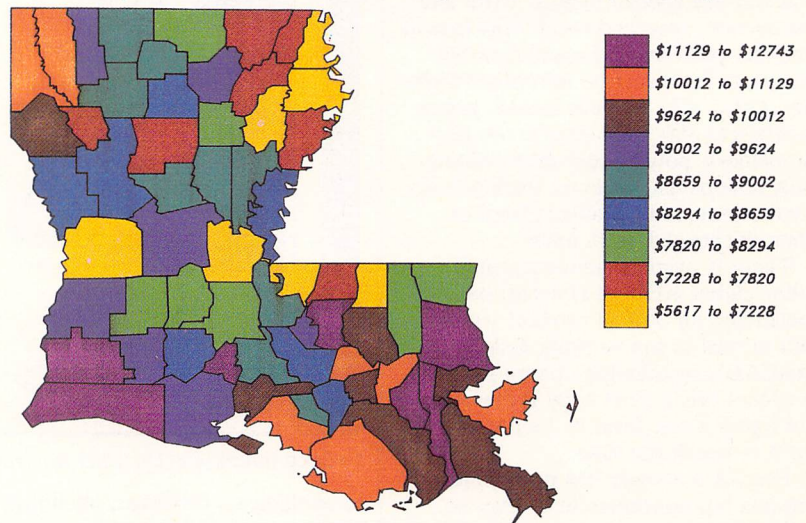 $11129 to $12743
$10012 to $11129
$9624 to $10012
$9002 to $9624
$8659 to $9002
$8294 to $8659
$7820 to $8294
$7228 to $7820
$5617 to $7228